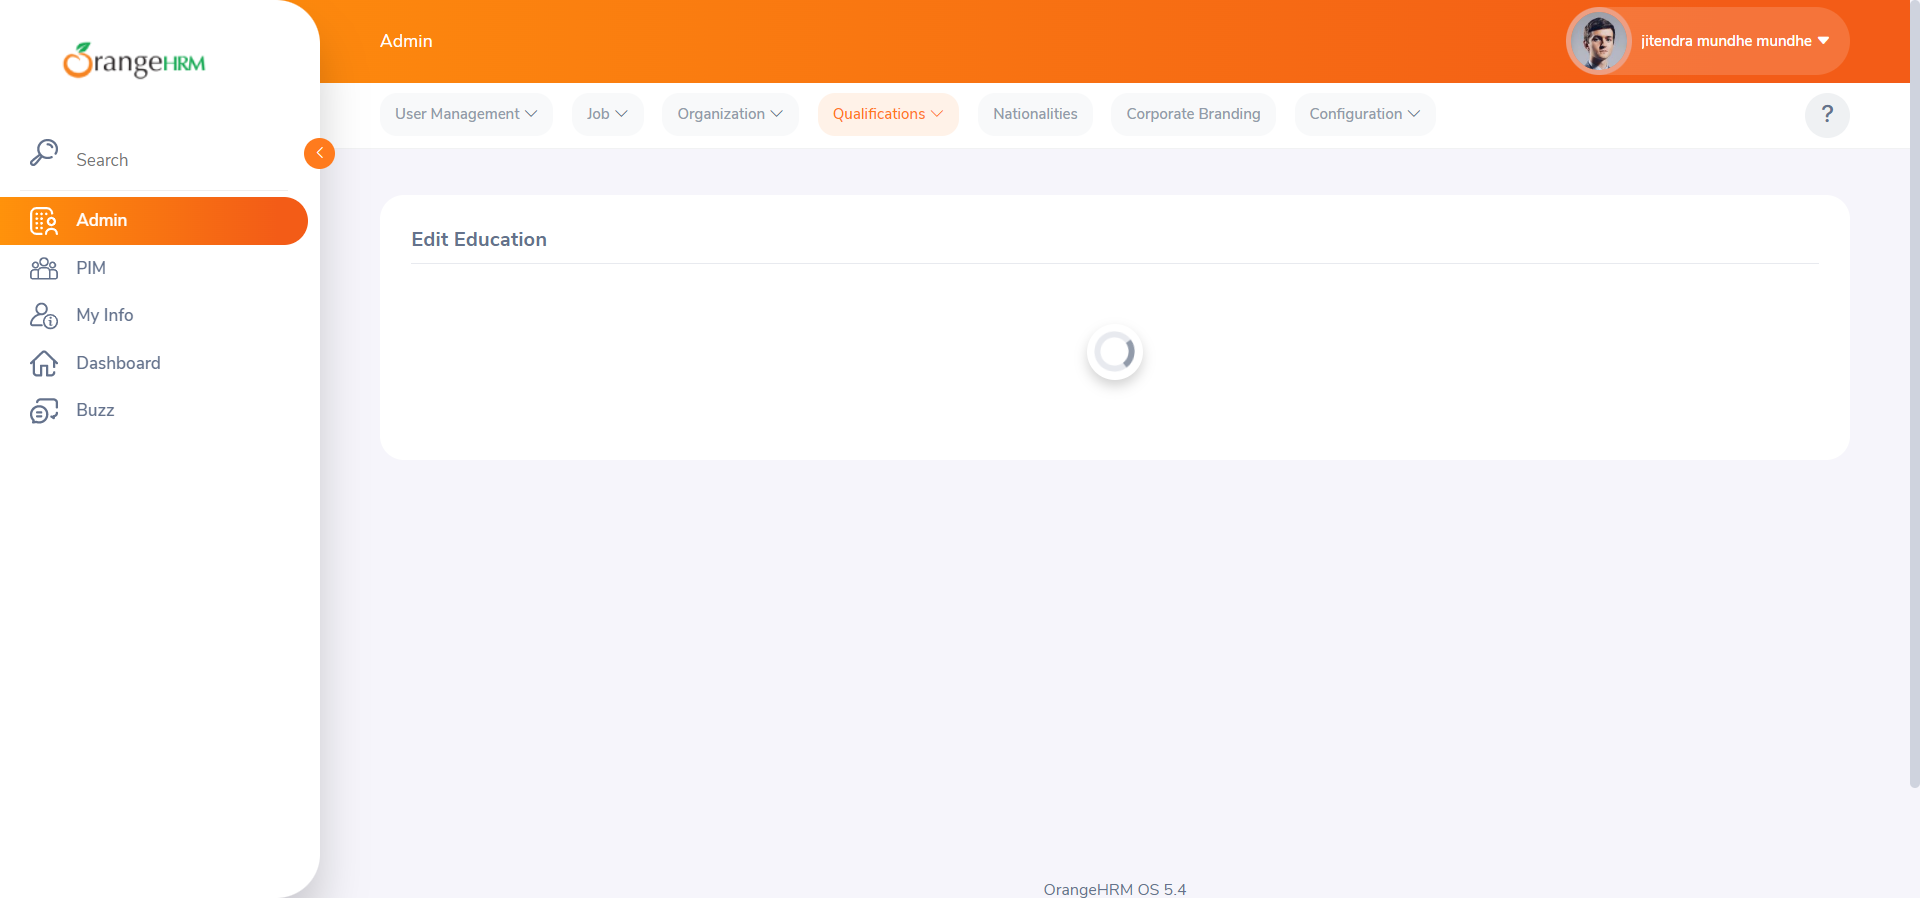 OrangeHRM
Admin
jitendra mundhe mundhe
User Management
Job
Organization
Qualifications
Nationalities
Corporate Branding
Configuration
?
Search
Admin
PIM
My Info
Dashboard
Buzz
Edit Education
OrangeHRM OS 5.4